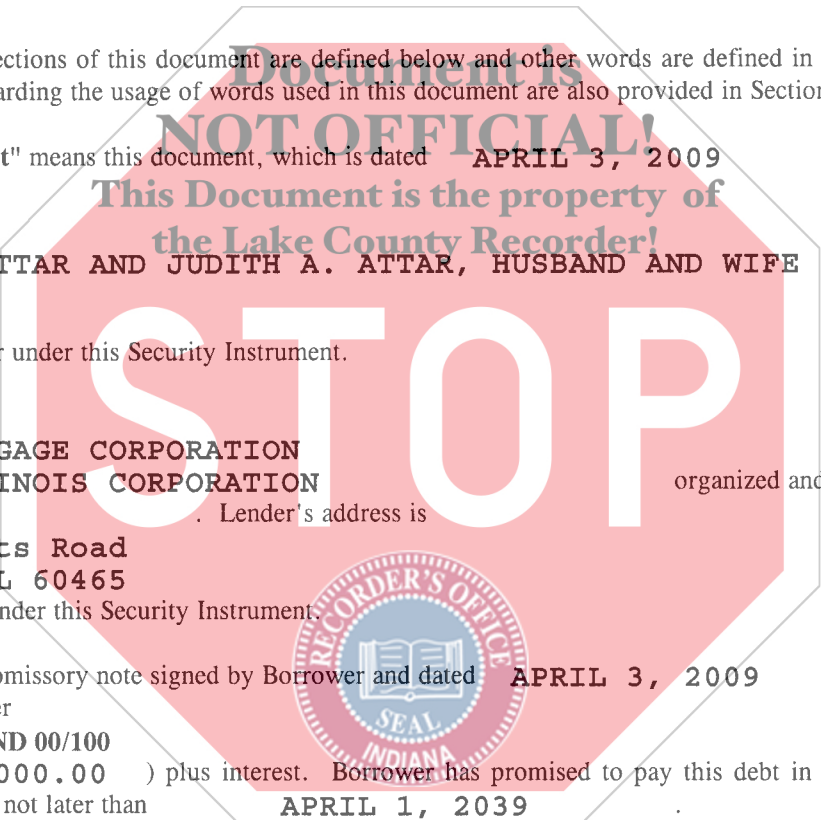 ections of this document are defined below and other words are defined in
Document is
arding the usage of words used in this document are also provided in Section
NOT OFFICIAL!
t" means this document, which is dated APRIL 3, 2009
This Document is the property of
the Lake County Recorder!
TTAR AND JUDITH A. ATTAR, HUSBAND AND WIFE
STOP
r under this Security Instrument.
GAGE CORPORATION
INOIS CORPORATION organized and
. Lender's address is
ts Road
L 60465
nder this Security Instrument.
RECORDER'S OFFICE
SEAL
INDIANA
omissory note signed by Borrower and dated APRIL 3, 2009
er
ND 00/100
000.00 ) plus interest. Borrower has promised to pay this debt in
not later than APRIL 1, 2039 .